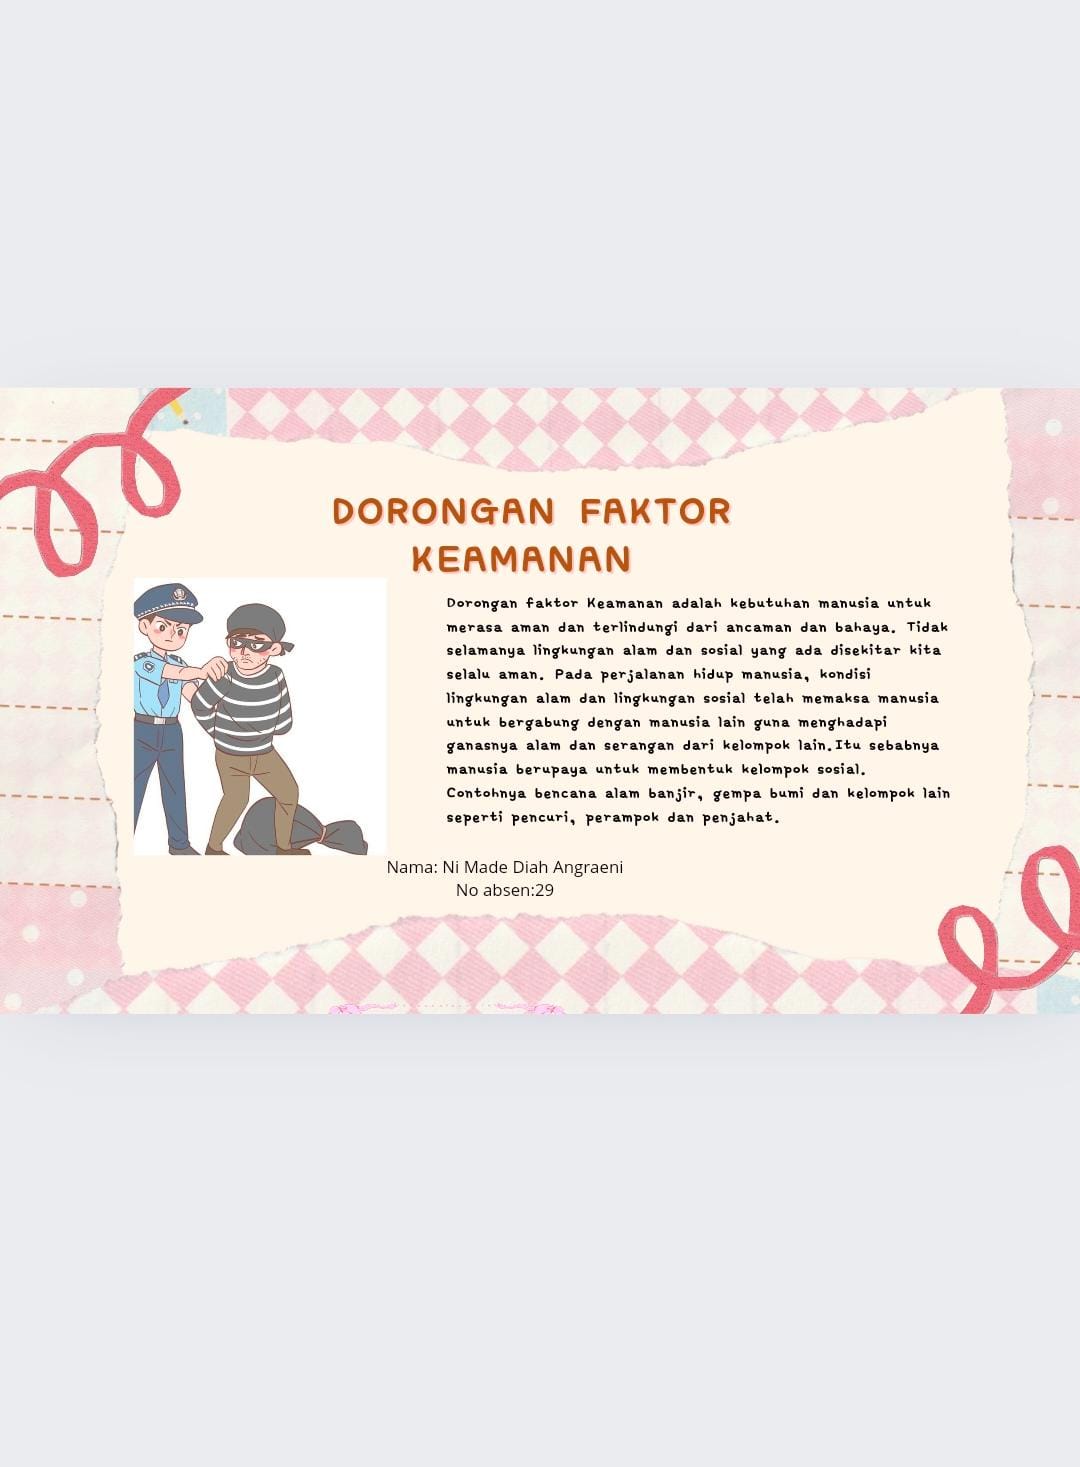 DORONGAN FAKTOR
KEAMANAN
Dorongan faktor Keamanan adalah kebutuhan manusia untuk
merasa aman dan terlindungi dari ancaman dan bahaya. Tidak
selamanya lingkungan alam dan sosial yang ada disekitar kita
selalu aman. Pada perjalanan hidup manusia, kondisi
lingkungan alam dan lingkungan sosial telah memaksa manusia
untuk bergabung dengan manusia lain guna menghadapi
ganasnya alam dan serangan dari kelompok lain.Itu sebabnya
manusia berupaya untuk membentuk kelompok sosial.
Contohnya bencana alam banjir, gempa bumi dan kelompok lain
seperti pencuri, perampok dan penjahat.
Nama: Ni Made Diah Angraeni
No absen:29